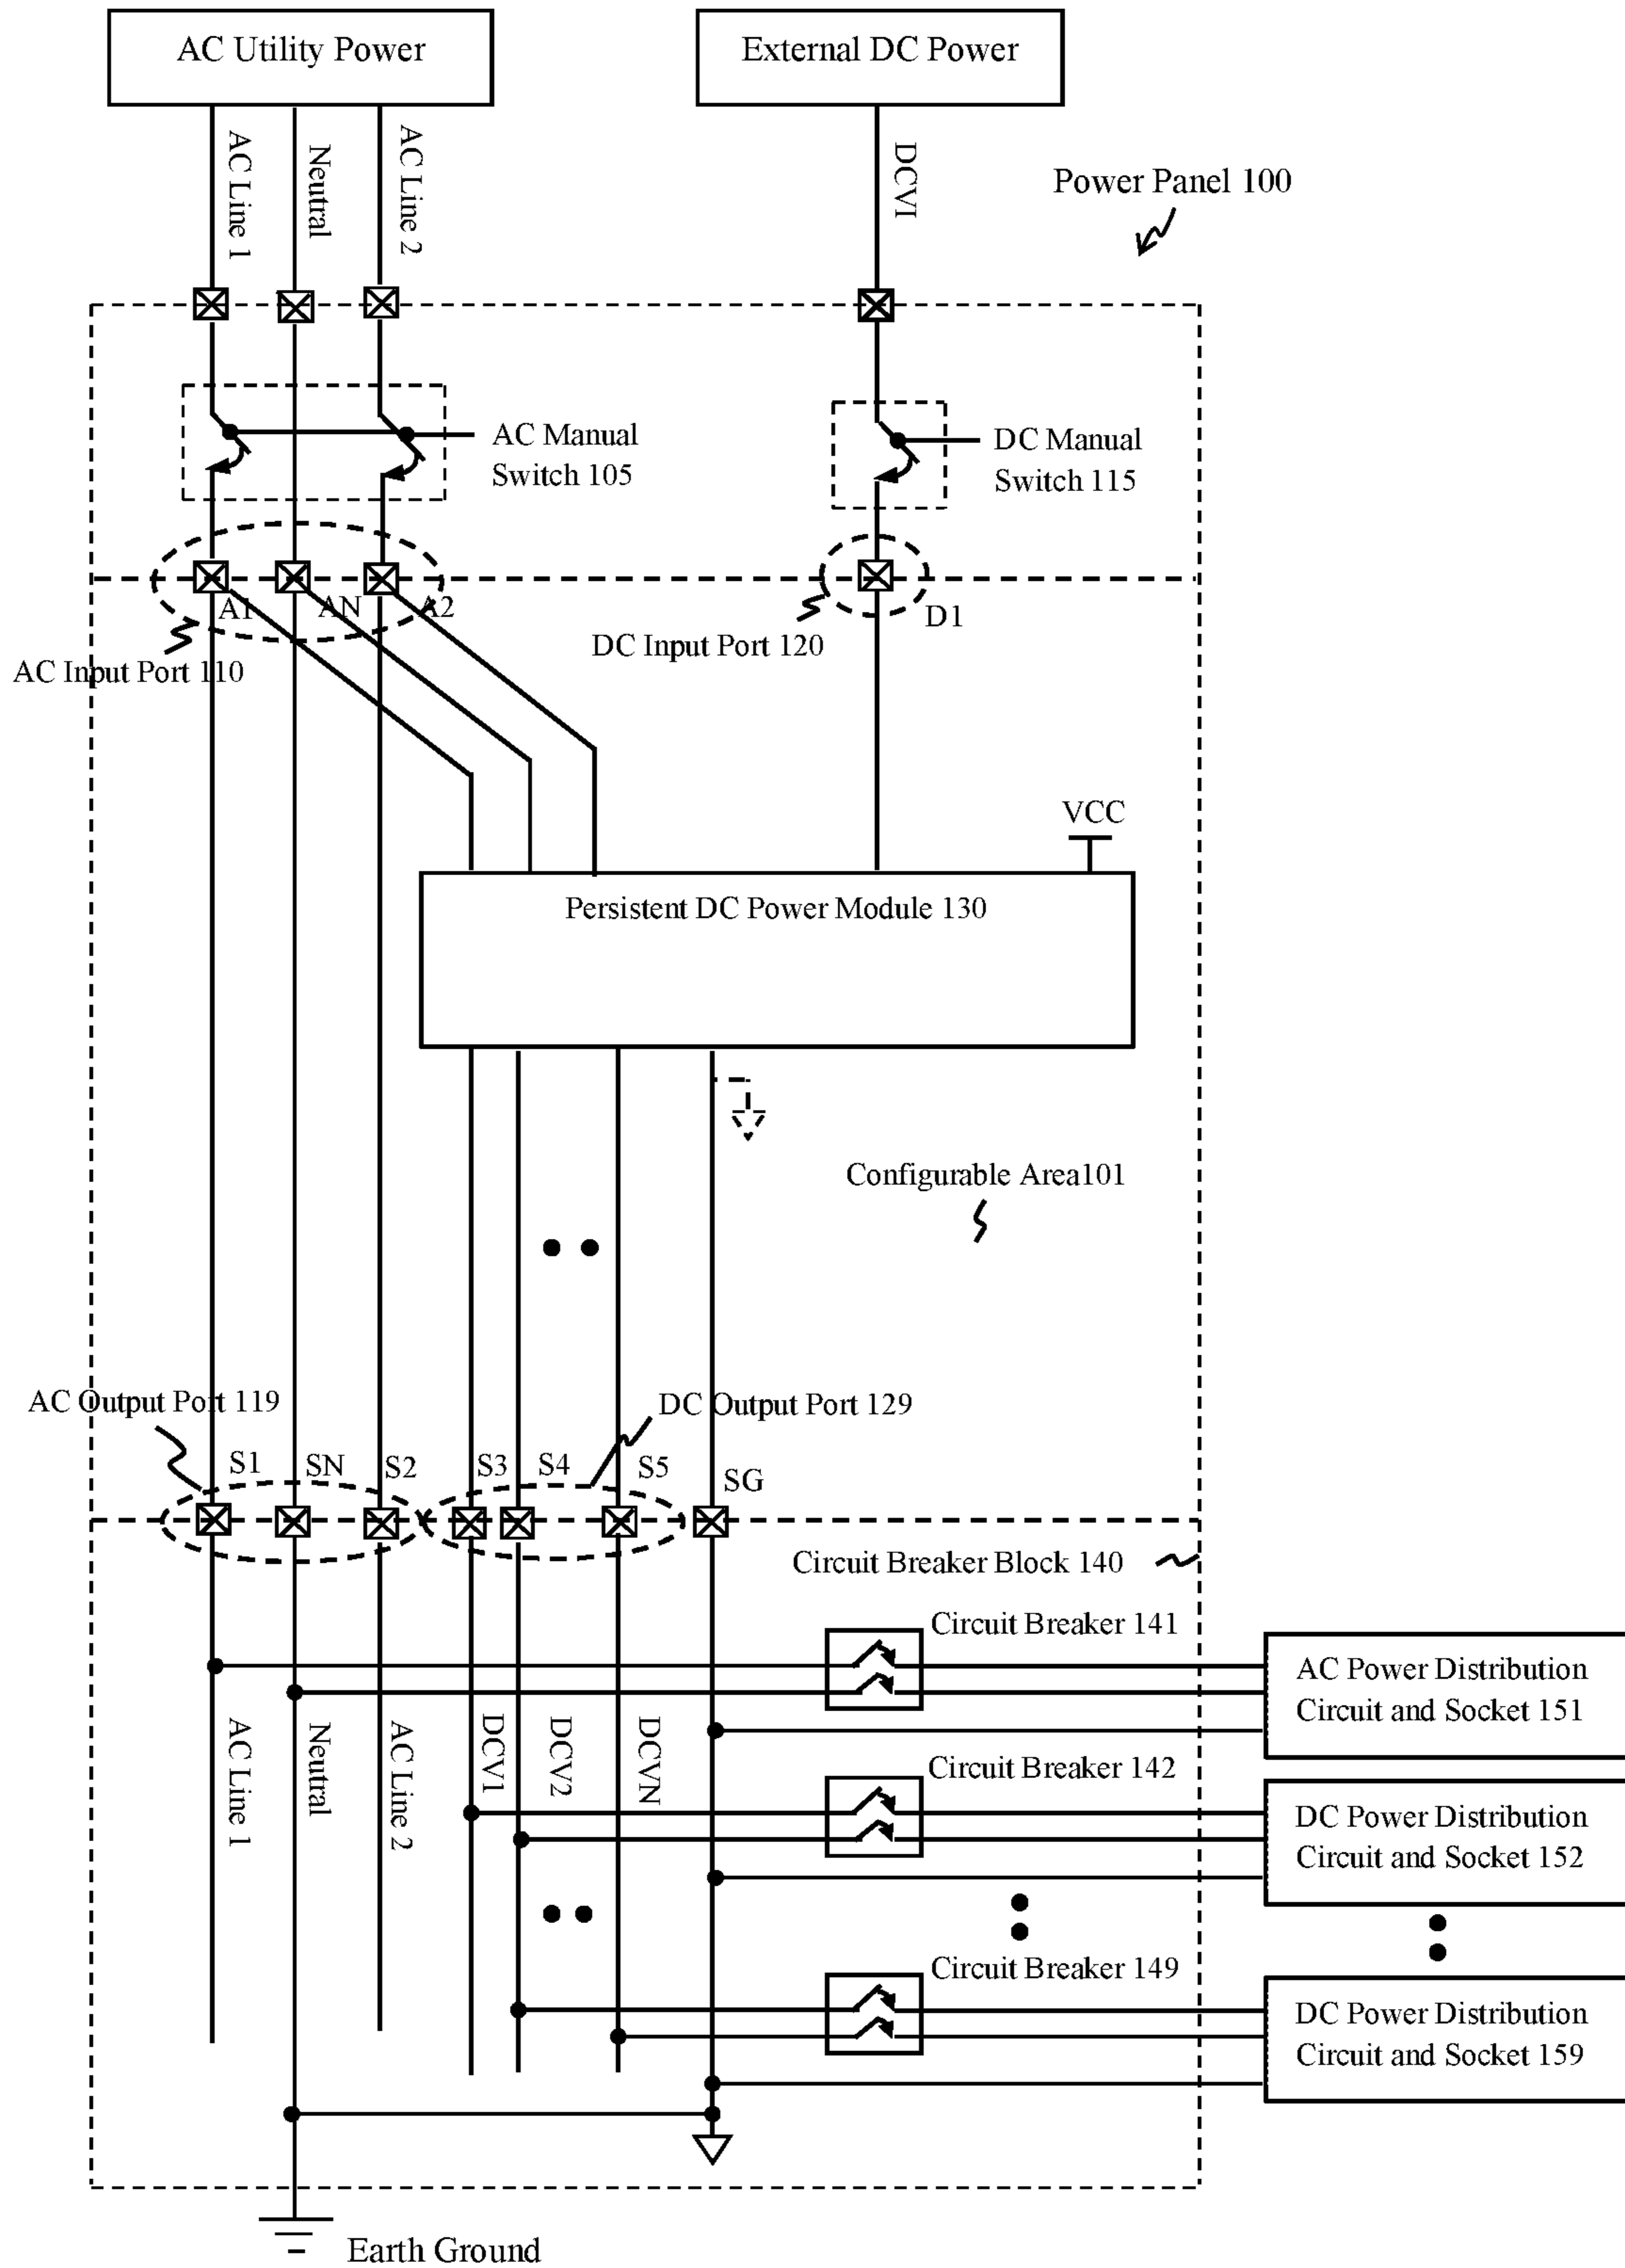 AC Utility Power
External DC Power
AC Line 1
Neutral
AC Line 2
DCVI
Power Panel 100
AC Manual
Switch 105
DC Manual
Switch 115
A1
AN
A2
D1
AC Input Port 110
DC Input Port 120
VCC
Persistent DC Power Module 130
Configurable Area101
AC Output Port 119
DC Output Port 129
S1
SN
S2
S3
S4
S5
SG
Circuit Breaker Block 140
Circuit Breaker 141
AC Power Distribution
Circuit and Socket 151
AC Line 1
Neutral
AC Line 2
DCV1
DCV2
DCVN
Circuit Breaker 142
DC Power Distribution
Circuit and Socket 152
Circuit Breaker 149
DC Power Distribution
Circuit and Socket 159
Earth Ground